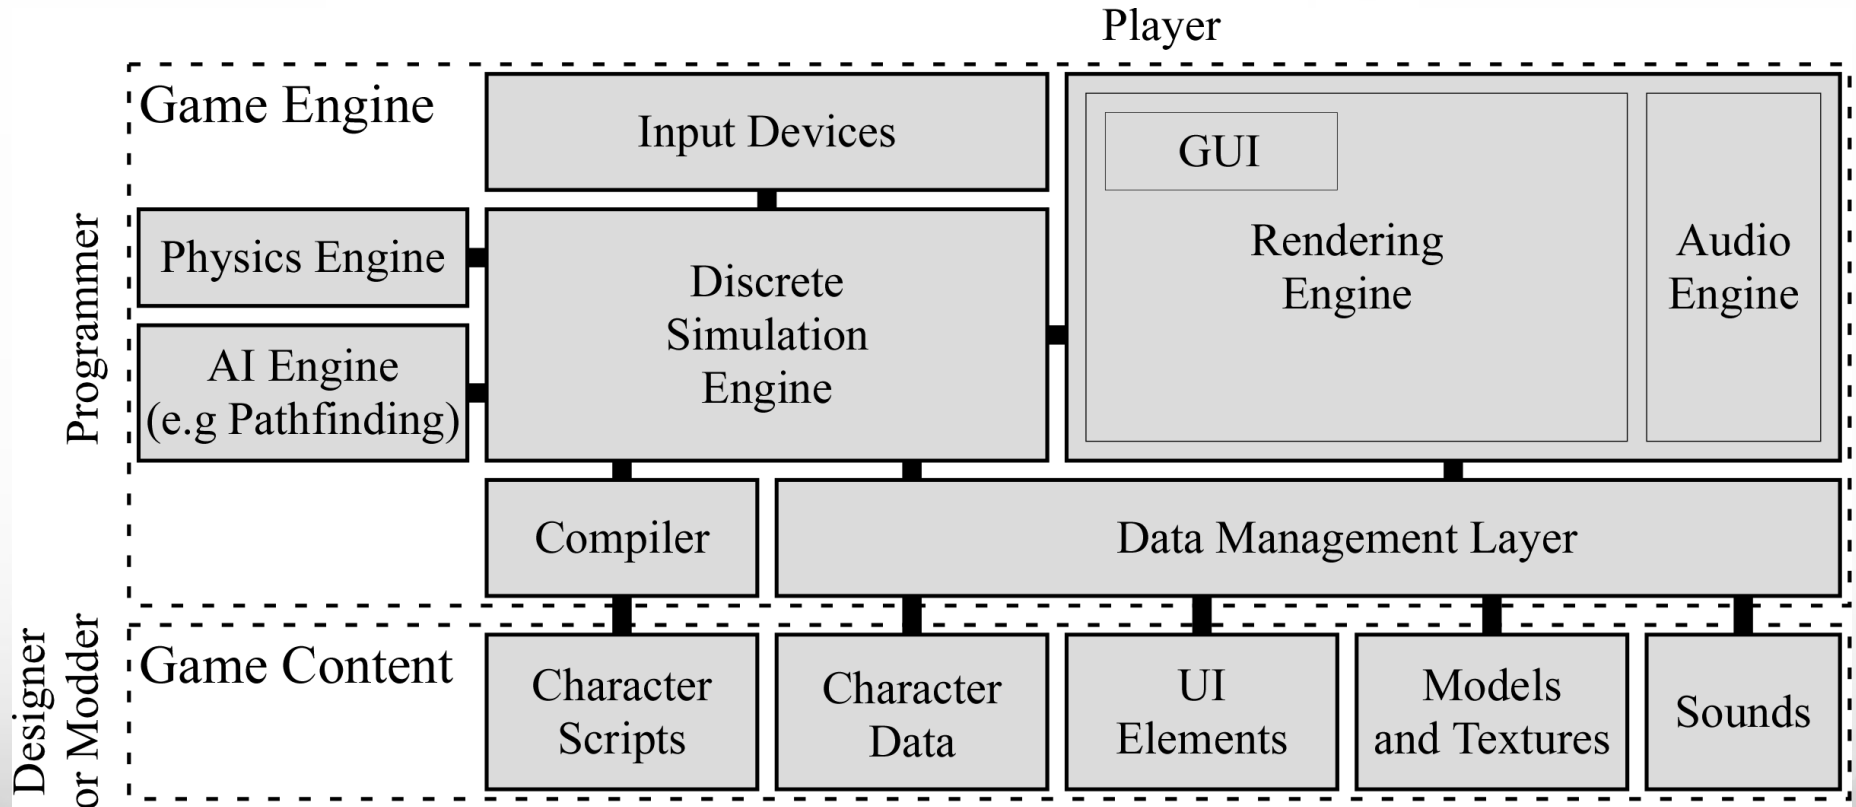 Player
Game Engine
Input Devices
GUI
Rendering
Engine
Audio
Engine
Programmer
Physics Engine
Discrete
Simulation
Engine
AI Engine
(e.g Pathfinding)
Compiler
Data Management Layer
Designer
or Modder
Game Content
Character
Scripts
Character
Data
UI
Elements
Models
and Textures
Sounds